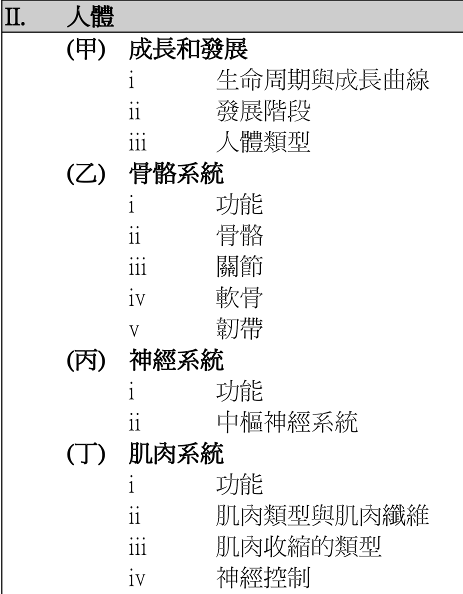 II. 人體
(甲) 成長和發展
i 生命周期與成長曲線
ii 發展階段
iii 人體類型
(乙) 骨骼系統
i 功能
ii 骨骼
iii 關節
iv 軟骨
v 韌帶
(丙) 神經系統
i 功能
ii 中樞神經系統
(丁) 肌肉系統
i 功能
ii 肌肉類型與肌肉纖維
iii 肌肉收縮的類型
iv 神經控制